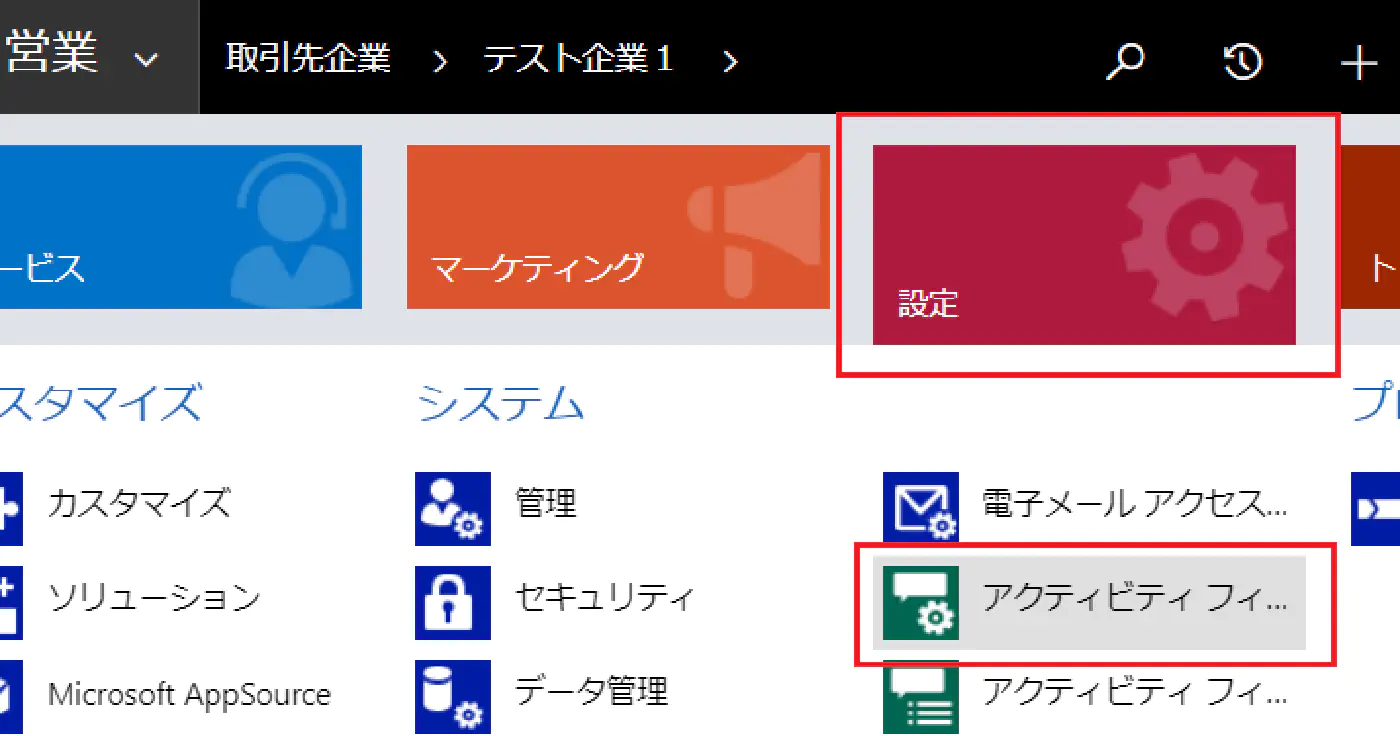 営業
取引先企業
テスト企業 1
ービス
マーケティング
設定
ト
スタマイズ
システム
プロ
カスタマイズ
管理
電子メール アクセス...
ソリューション
セキュリティ
アクティビティ フィ...
Microsoft AppSource
データ管理
アクティビティ フィ...